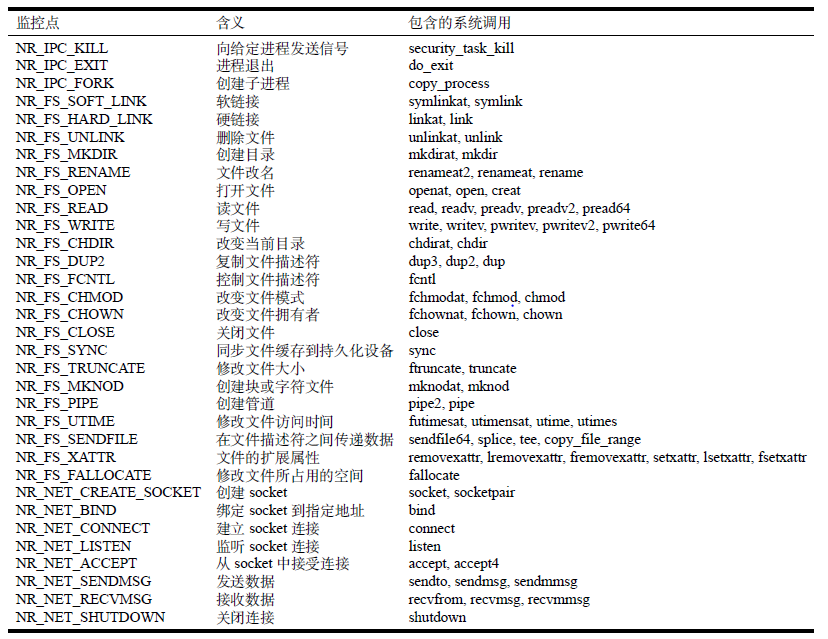 监控点 含义 包含的系统调用
NR_IPC_KILL 向给定进程发送信号 security_task_kill
NR_IPC_EXIT 进程退出 do_exit
NR_IPC_FORK 创建子进程 copy_process
NR_FS_SOFT_LINK 软链接 symlinkat, symlink
NR_FS_HARD_LINK 硬链接 linkat, link
NR_FS_UNLINK 删除文件 unlinkat, unlink
NR_FS_MKDIR 创建目录 mkdirat, mkdir
NR_FS_RENAME 文件改名 renameat2, renameat, rename
NR_FS_OPEN 打开文件 openat, open, creat
NR_FS_READ 读文件 read, readv, preadv, preadv2, pread64
NR_FS_WRITE 写文件 write, writev, pwritev, pwritev2, pwrite64
NR_FS_CHDIR 改变当前目录 chdirat, chdir
NR_FS_DUP2 复制文件描述符 dup3, dup2, dup
NR_FS_FCNTL 控制文件描述符 fcntl
NR_FS_CHMOD 改变文件模式 fchmodat, fchmod, chmod
NR_FS_CHOWN 改变文件拥有者 fchownat, fchown, chown
NR_FS_CLOSE 关闭文件 close
NR_FS_SYNC 同步文件缓存到持久化设备 sync
NR_FS_TRUNCATE 修改文件大小 ftruncate, truncate
NR_FS_MKNOD 创建块或字符文件 mknodat, mknod
NR_FS_PIPE 创建管道 pipe2, pipe
NR_FS_UTIME 修改文件访问时间 futimesat, utimensat, utime, utimes
NR_FS_SENDFILE 在文件描述符之间传递数据 sendfile64, splice, tee, copy_file_range
NR_FS_XATTR 文件的扩展属性 removexattr, lremovexattr, fremovexattr, setxattr, lsetxattr, fsetxattr
NR_FS_FALLOCATE 修改文件所占用的空间 fallocate
NR_NET_CREATE_SOCKET 创建 socket socket, socketpair
NR_NET_BIND 绑定 socket 到指定地址 bind
NR_NET_CONNECT 建立 socket 连接 connect
NR_NET_LISTEN 监听 socket 连接 listen
NR_NET_ACCEPT 从 socket 中接受连接 accept, accept4
NR_NET_SENDMSG 发送数据 sendto, sendmsg, sendmmsg
NR_NET_RECVMSG 接收数据 recvfrom, recvmsg, recvmmsg
NR_NET_SHUTDOWN 关闭连接 shutdown